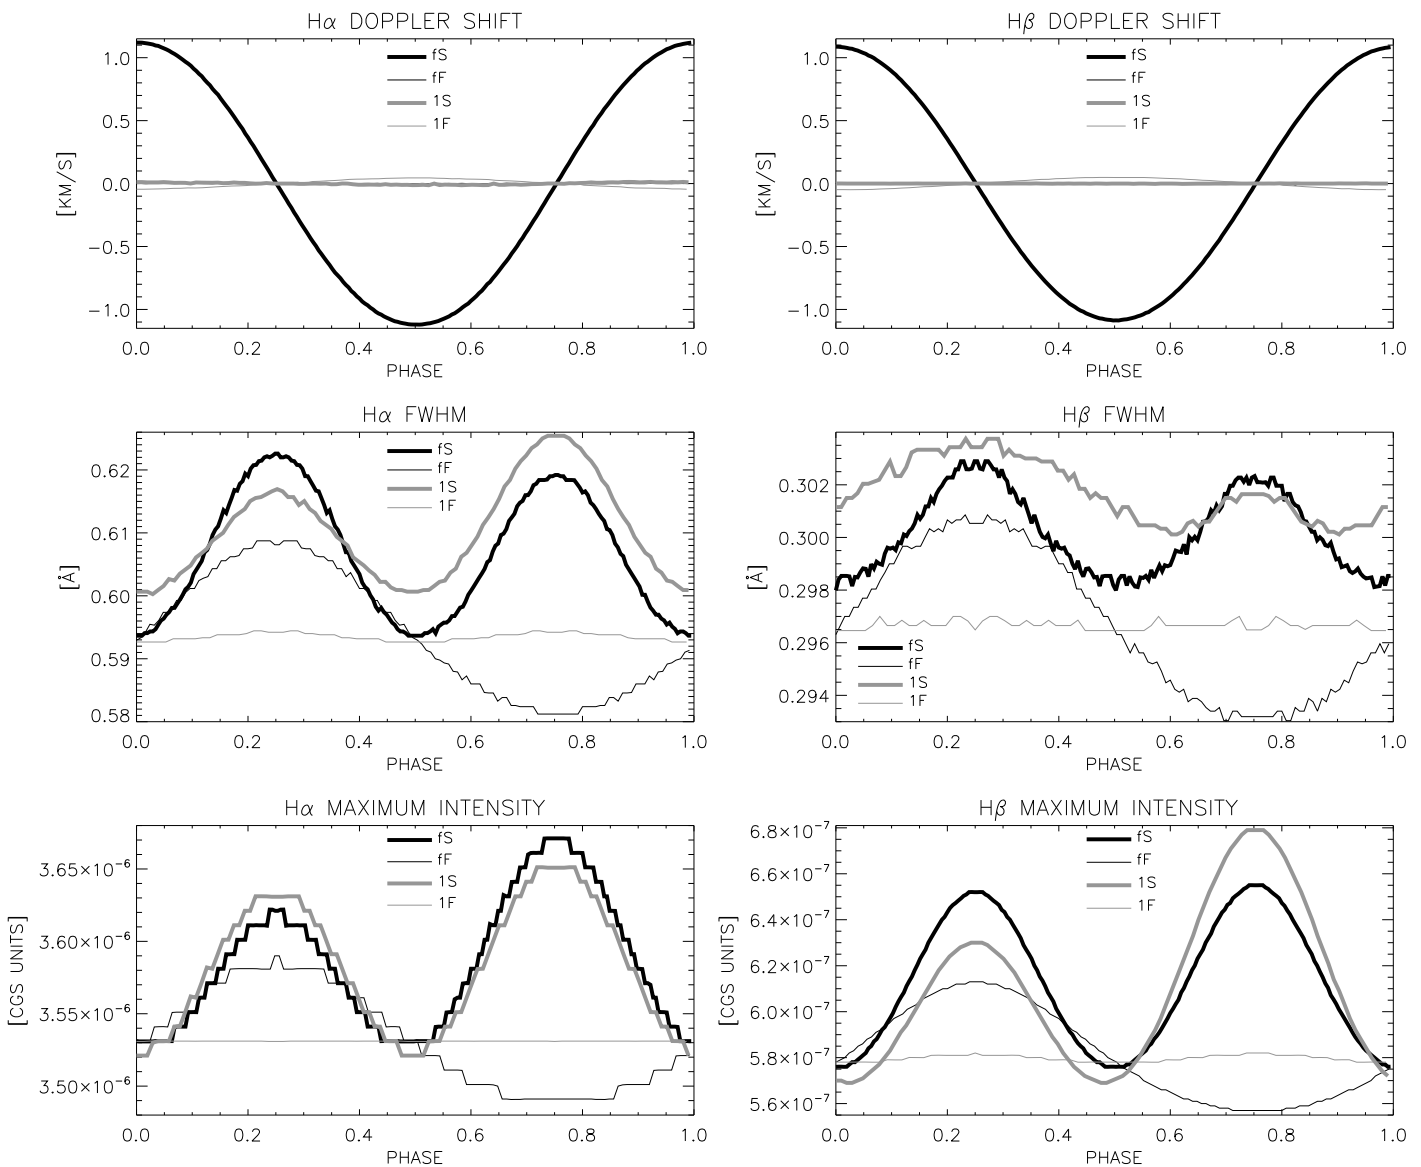 Hα DOPPLER SHIFT
fS
fF
1S
1F
1.0
0.5
0.0
−0.5
−1.0
[KM/S]
0.0 0.2 0.4 0.6 0.8 1.0
PHASE
Hβ DOPPLER SHIFT
fS
fF
1S
1F
1.0
0.5
0.0
−0.5
−1.0
[KM/S]
0.0 0.2 0.4 0.6 0.8 1.0
PHASE
Hα FWHM
fS
fF
1S
1F
0.62
0.61
0.60
0.59
0.58
[Å]
0.0 0.2 0.4 0.6 0.8 1.0
PHASE
Hβ FWHM
0.302
0.300
0.298
0.296
0.294
[Å]
fS
fF
1S
1F
0.0 0.2 0.4 0.6 0.8 1.0
PHASE
Hα MAXIMUM INTENSITY
fS
fF
1S
1F
3.65×10⁻⁶
3.60×10⁻⁶
3.55×10⁻⁶
3.50×10⁻⁶
[CGS UNITS]
0.0 0.2 0.4 0.6 0.8 1.0
PHASE
Hβ MAXIMUM INTENSITY
fS
fF
1S
1F
6.8×10⁻⁷
6.6×10⁻⁷
6.4×10⁻⁷
6.2×10⁻⁷
6.0×10⁻⁷
5.8×10⁻⁷
5.6×10⁻⁷
[CGS UNITS]
0.0 0.2 0.4 0.6 0.8 1.0
PHASE